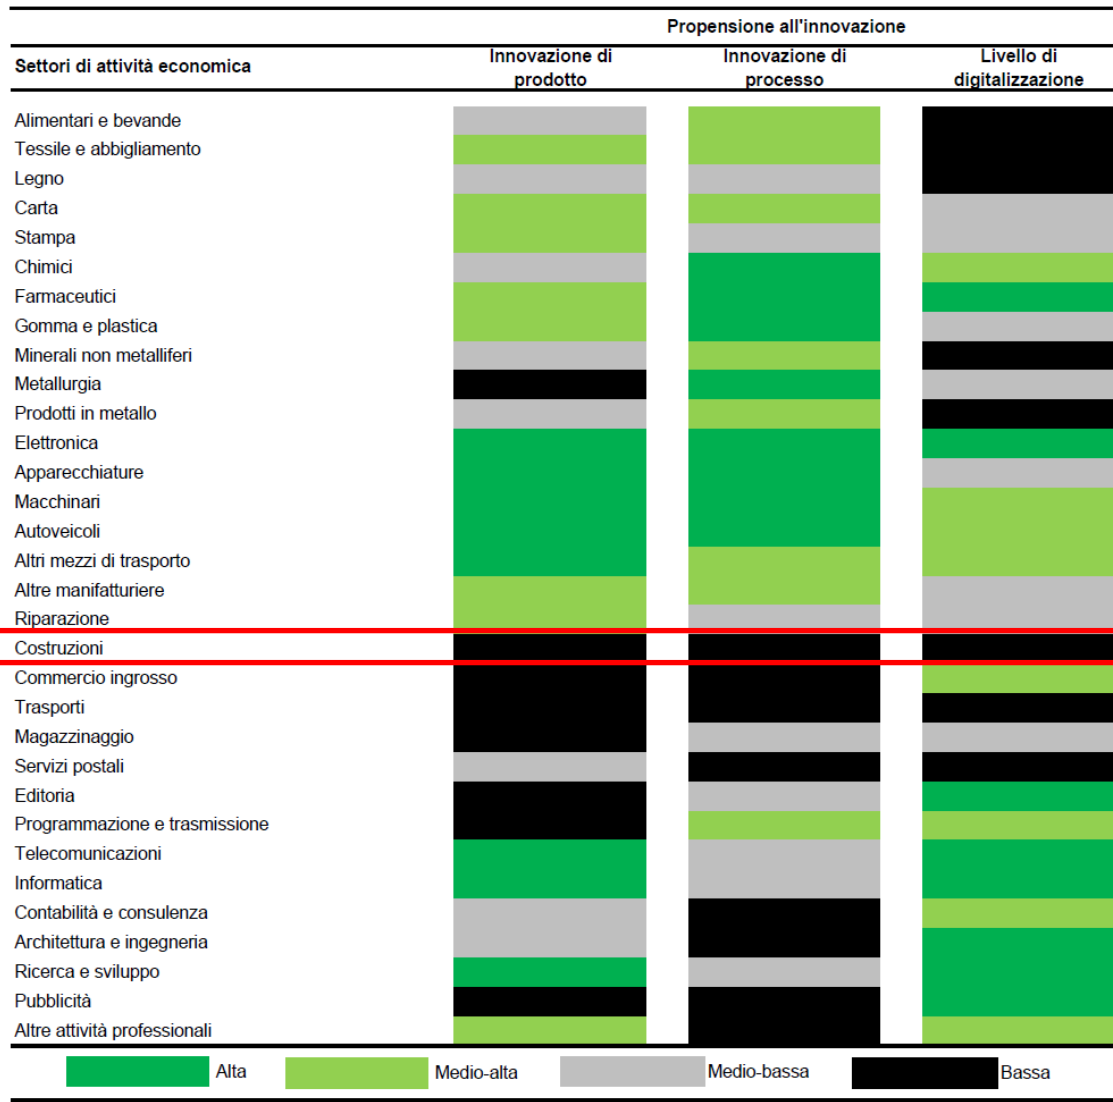 Propensione all'innovazione
Settori di attività economica
Innovazione di
prodotto
Innovazione di
processo
Livello di
digitalizzazione
Alimentari e bevande
Tessile e abbigliamento
Legno
Carta
Stampa
Chimici
Farmaceutici
Gomma e plastica
Minerali non metalliferi
Metallurgia
Prodotti in metallo
Elettronica
Apparecchiature
Macchinari
Autoveicoli
Altri mezzi di trasporto
Altre manifatturiere
Riparazione
Costruzioni
Commercio ingrosso
Trasporti
Magazzinaggio
Servizi postali
Editoria
Programmazione e trasmissione
Telecomunicazioni
Informatica
Contabilità e consulenza
Architettura e ingegneria
Ricerca e sviluppo
Pubblicità
Altre attività professionali
Alta
Medio-alta
Medio-bassa
Bassa